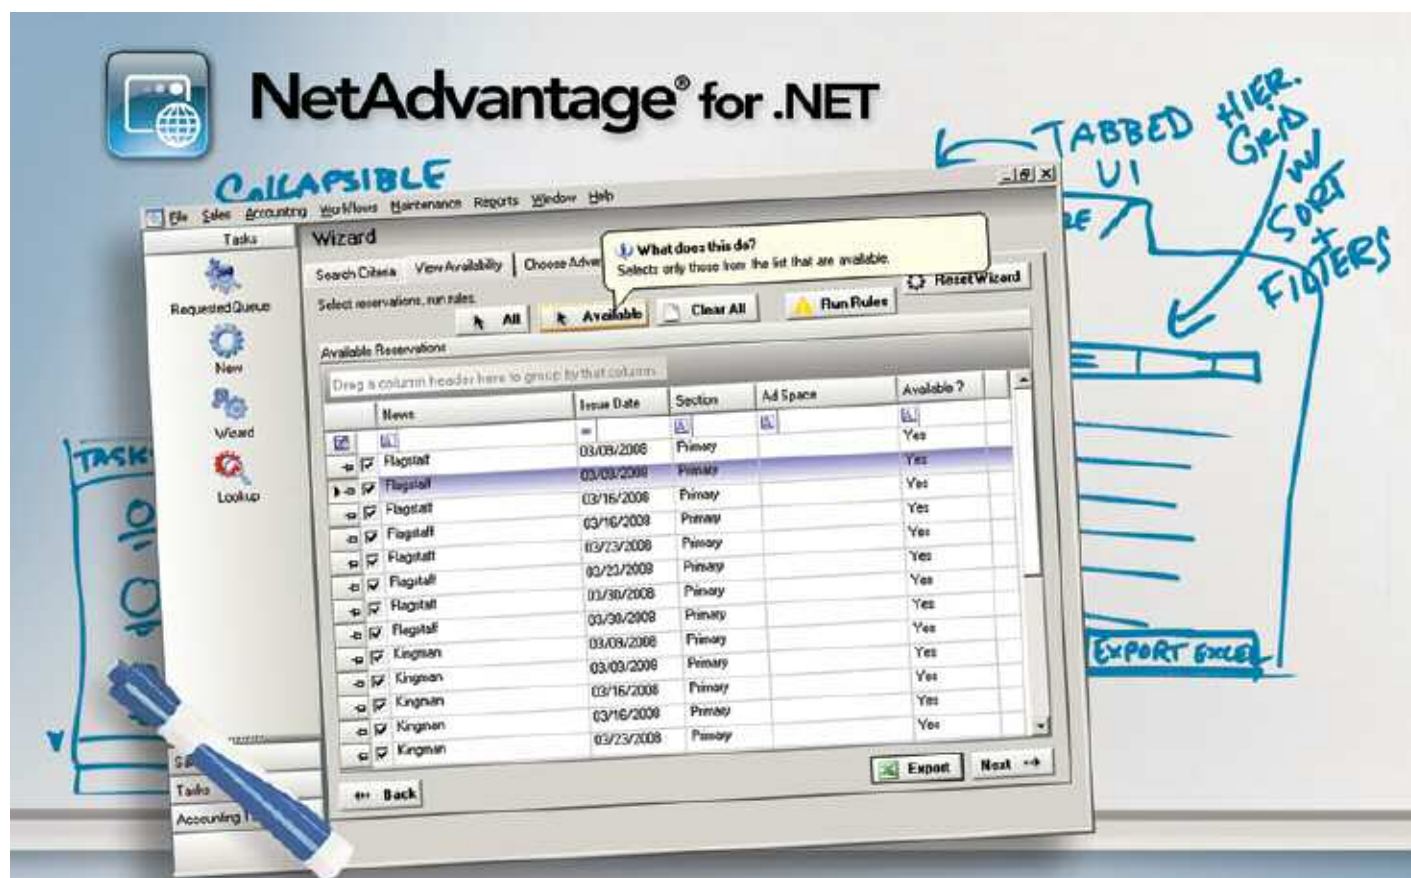 NetAdvantage® for .NET
COLLAPSIBLE
TABBED
UI
HIER.
GRID
W/
SORT
+
FILTERS
File Sales Accounting Workflows Maintenance Reports Window Help
Tasks
Requested Queue
New
Wizard
Lookup
Tasks
Accounting
Wizard
Search Criteria View Availability Choose
What does this do?
Selects only those from the list that are available.
Select reservations, run rules.
All Available Clear All Run Rules Reset Wizard
Available Reservations
Drag a column header here to group by that column.
News Issue Date Section Ad Space Available ?
Flagstaff 03/09/2008 Primary Yes
Flagstaff 03/09/2008 Primary Yes
Flagstaff 03/16/2008 Primary Yes
Flagstaff 03/16/2008 Primary Yes
Flagstaff 03/23/2008 Primary Yes
Flagstaff 03/23/2008 Primary Yes
Flagstaff 03/30/2008 Primary Yes
Flagstaff 03/30/2008 Primary Yes
Kingman 03/09/2008 Primary Yes
Kingman 03/09/2008 Primary Yes
Kingman 03/16/2008 Primary Yes
Kingman 03/16/2008 Primary Yes
Kingman 03/23/2008 Primary Yes
Back Export Next
TASK
EXPORT EXCEL